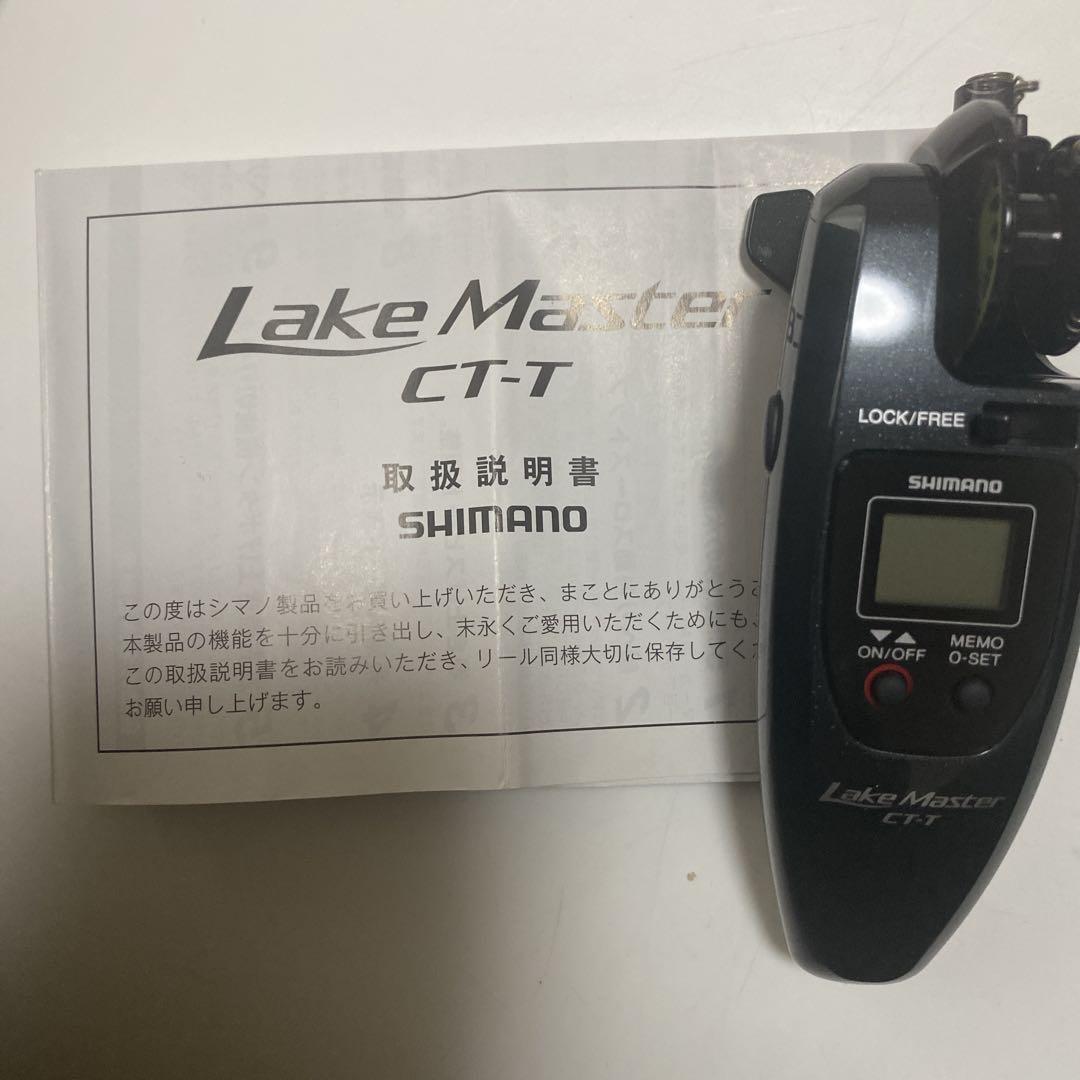 Lake Master
CT-T
取扱説明書
SHIMANO
この度はシマノ製品をお買い上げいただき、まことにありがとう
本製品の機能を十分に引き出し、末永くご愛用いただくためにも、
この取扱説明書をお読みいただき、リール同様大切に保存してく
お願い申し上げます。
LOCK/FREE
SHIMANO
▼▲
ON/OFF
MEMO
0-SET
Lake Master
CT-T